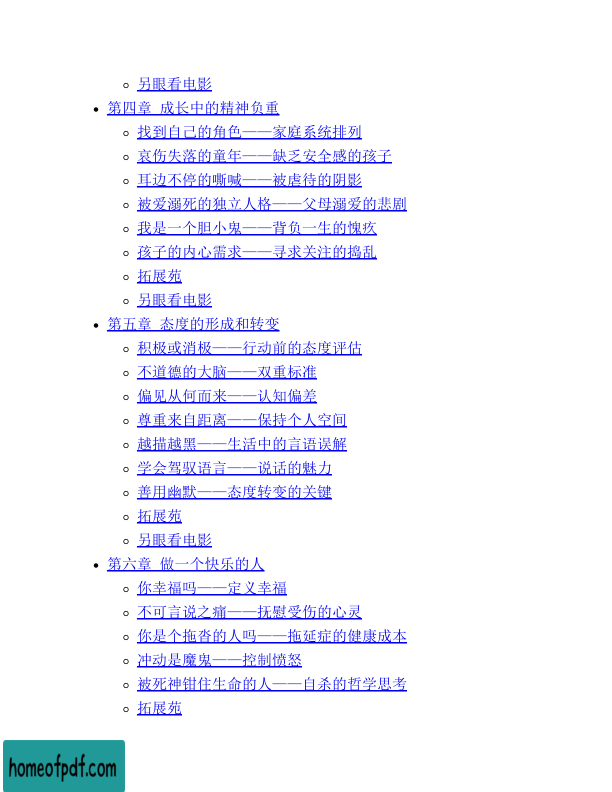 另眼看电影
第四章 成长中的精神负重
找到自己的角色——家庭系统排列
哀伤失落的童年——缺乏安全感的孩子
耳边不停的嘶喊——被虐待的阴影
被爱溺死的独立人格——父母溺爱的悲剧
我是一个胆小鬼——背负一生的愧疚
孩子的内心需求——寻求关注的捣乱
拓展苑
另眼看电影
第五章 态度的形成和转变
积极或消极——行动前的态度评估
不道德的大脑——双重标准
偏见从何而来——认知偏差
尊重来自距离——保持个人空间
越描越黑——生活中的言语误解
学会驾驭语言——说话的魅力
善用幽默——态度转变的关键
拓展苑
另眼看电影
第六章 做一个快乐的人
你幸福吗——定义幸福
不可言说之痛——抚慰受伤的心灵
你是个拖沓的人吗——拖延症的健康成本
冲动是魔鬼——控制愤怒
被死神钳住生命的人——自杀的哲学思考
拓展苑
homeofpdf.com